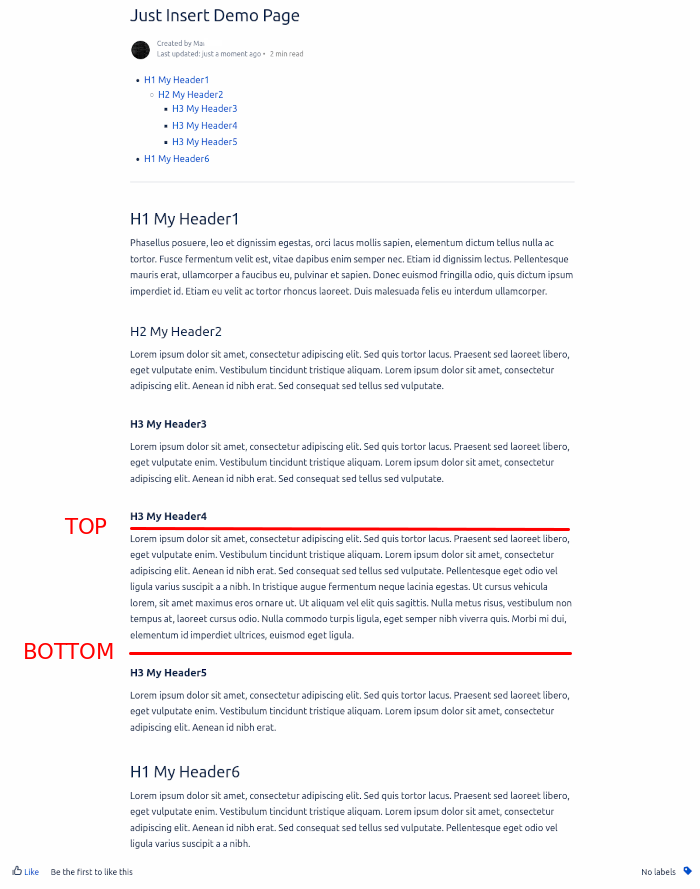 Just Insert Demo Page
Created by Mai
Last updated: just a moment ago • 2 min read
• H1 My Header1
○ H2 My Header2
▪ H3 My Header3
▪ H3 My Header4
▪ H3 My Header5
• H1 My Header6
H1 My Header1
Phasellus posuere, leo et dignissim egestas, orci lacus mollis sapien, elementum dictum tellus nulla ac
tortor. Fusce fermentum velit est, vitae dapibus enim semper nec. Etiam id dignissim lectus. Pellentesque
mauris erat, ullamcorper a faucibus eu, pulvinar et sapien. Donec euismod fringilla odio, quis dictum ipsum
imperdiet id. Etiam eu velit ac tortor rhoncus laoreet. Duis malesuada felis eu interdum ullamcorper.
H2 My Header2
Lorem ipsum dolor sit amet, consectetur adipiscing elit. Sed quis tortor lacus. Praesent sed laoreet libero,
eget vulputate enim. Vestibulum tincidunt tristique aliquam. Lorem ipsum dolor sit amet, consectetur
adipiscing elit. Aenean id nibh erat. Sed consequat sed tellus sed vulputate.
H3 My Header3
Lorem ipsum dolor sit amet, consectetur adipiscing elit. Sed quis tortor lacus. Praesent sed laoreet libero,
eget vulputate enim. Vestibulum tincidunt tristique aliquam. Lorem ipsum dolor sit amet, consectetur
adipiscing elit. Aenean id nibh erat. Sed consequat sed tellus sed vulputate.
H3 My Header4
TOP
Lorem ipsum dolor sit amet, consectetur adipiscing elit. Sed quis tortor lacus. Praesent sed laoreet libero,
eget vulputate enim. Vestibulum tincidunt tristique aliquam. Lorem ipsum dolor sit amet, consectetur
adipiscing elit. Aenean id nibh erat. Sed consequat sed tellus sed vulputate. Pellentesque eget odio vel
ligula varius suscipit a a nibh. In tristique augue fermentum neque lacinia egestas. Ut cursus vehicula
lorem, sit amet maximus eros ornare ut. Ut aliquam vel elit quis sagittis. Nulla metus risus, vestibulum non
tempus at, laoreet cursus odio. Nulla commodo turpis ligula, eget semper nibh viverra quis. Morbi mi dui,
elementum id imperdiet ultrices, euismod eget ligula.
BOTTOM
H3 My Header5
Lorem ipsum dolor sit amet, consectetur adipiscing elit. Sed quis tortor lacus. Praesent sed laoreet libero,
eget vulputate enim. Vestibulum tincidunt tristique aliquam. Lorem ipsum dolor sit amet, consectetur
adipiscing elit. Aenean id nibh erat.
H1 My Header6
Lorem ipsum dolor sit amet, consectetur adipiscing elit. Sed quis tortor lacus. Praesent sed laoreet libero,
eget vulputate enim. Vestibulum tincidunt tristique aliquam. Lorem ipsum dolor sit amet, consectetur
adipiscing elit. Aenean id nibh erat. Sed consequat sed tellus sed vulputate. Pellentesque eget odio vel
ligula varius suscipit a a nibh.
Like Be the first to like this No labels